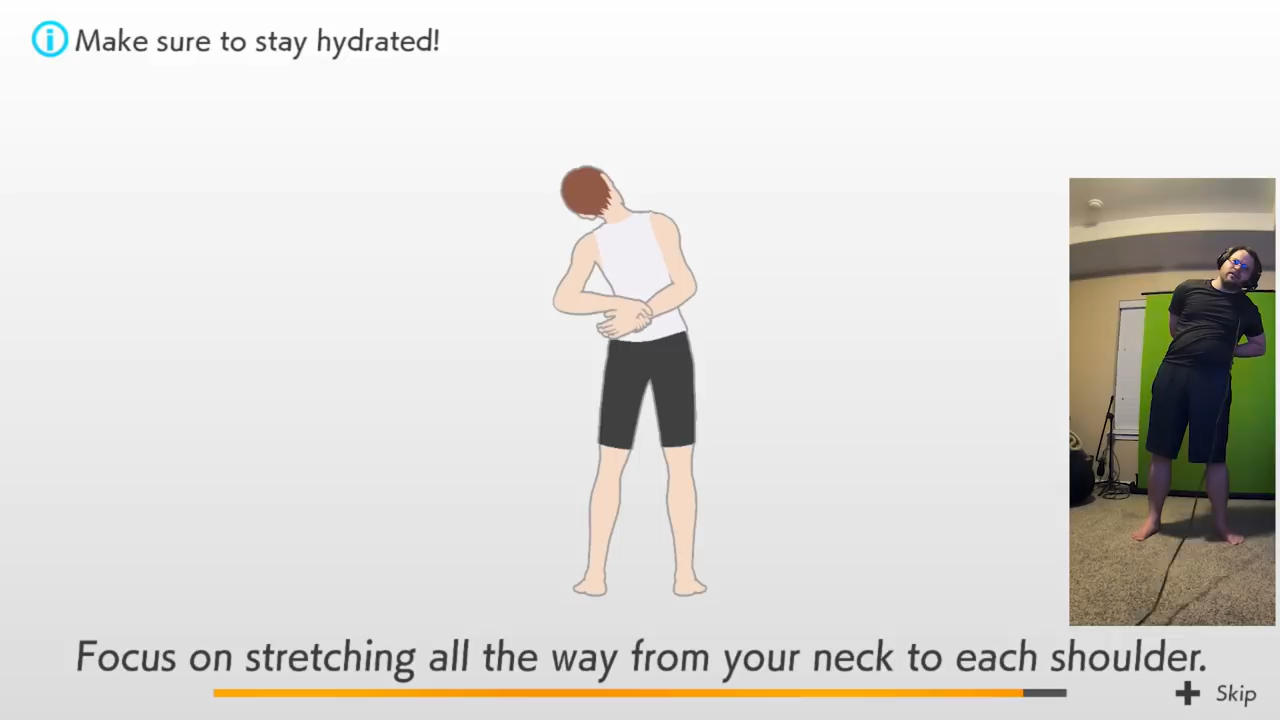 Make sure to stay hydrated!
Focus on stretching all the way from your neck to each shoulder.
Skip